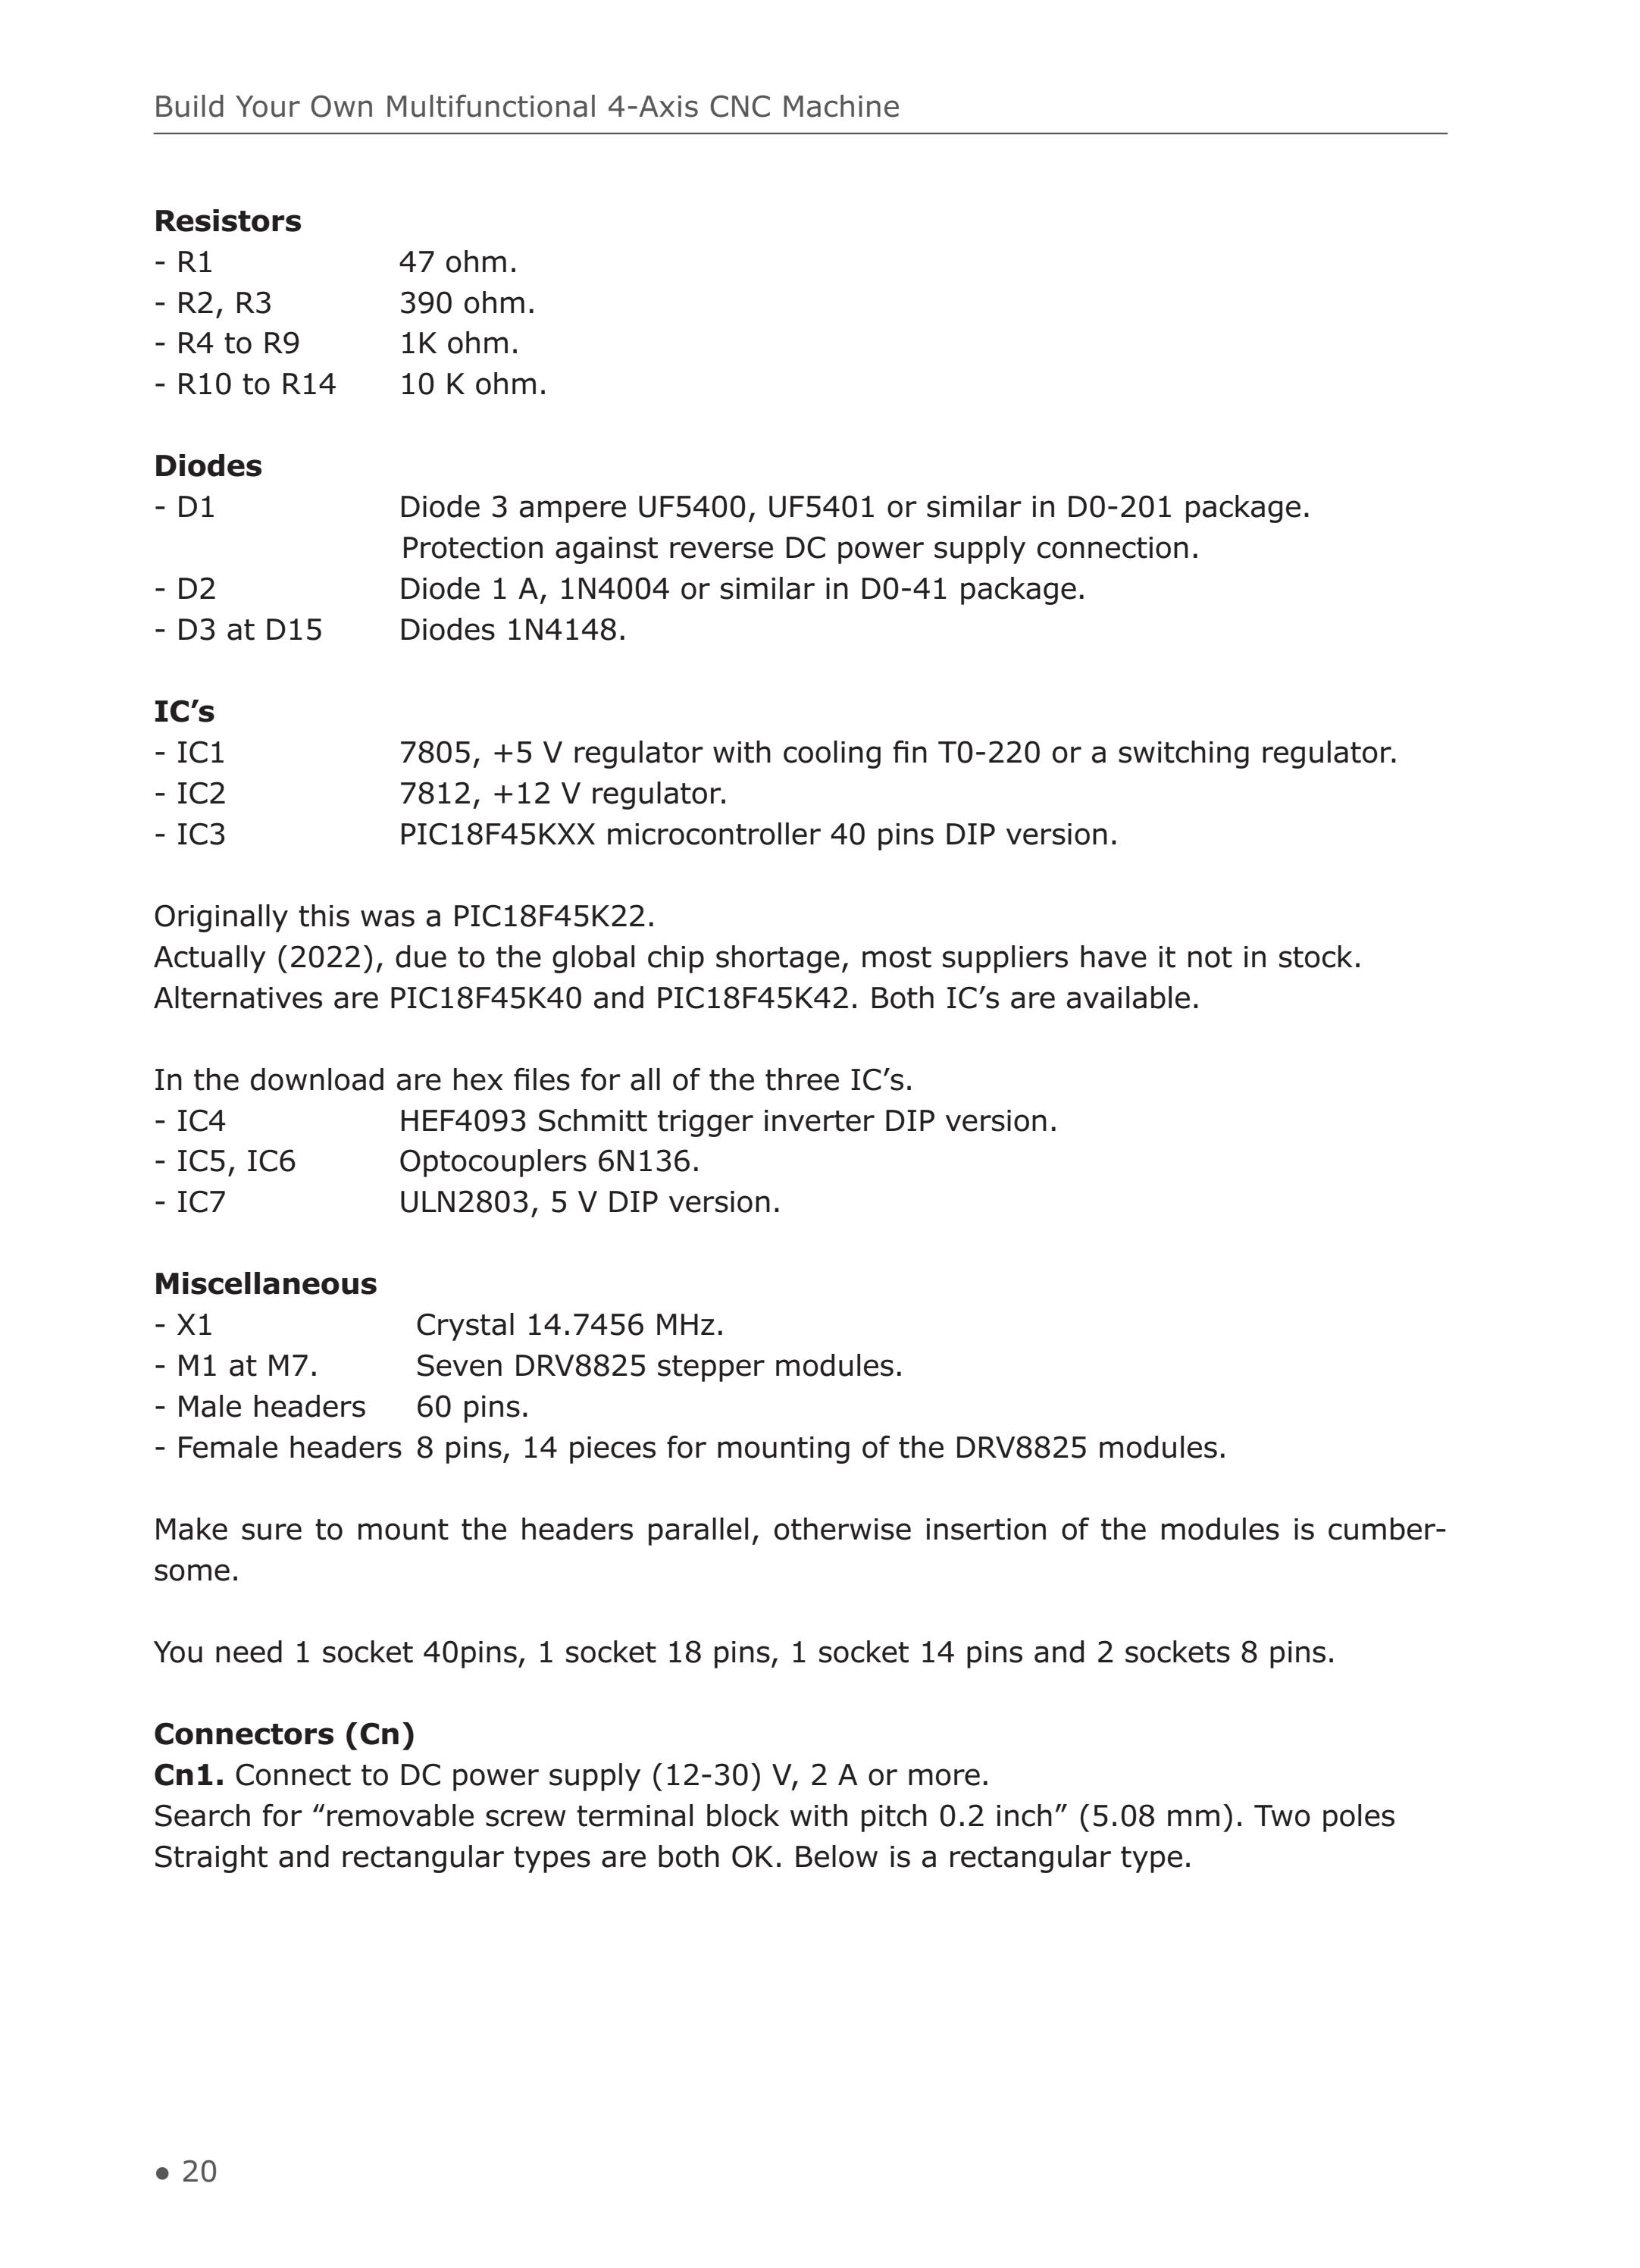 Build Your Own Multifunctional 4-Axis CNC Machine
Resistors
- R1 47 ohm.
- R2, R3 390 ohm.
- R4 to R9 1K ohm.
- R10 to R14 10 K ohm.
Diodes
- D1 Diode 3 ampere UF5400, UF5401 or similar in D0-201 package.
Protection against reverse DC power supply connection.
- D2 Diode 1 A, 1N4004 or similar in D0-41 package.
- D3 at D15 Diodes 1N4148.
IC’s
- IC1 7805, +5 V regulator with cooling fin T0-220 or a switching regulator.
- IC2 7812, +12 V regulator.
- IC3 PIC18F45KXX microcontroller 40 pins DIP version.
Originally this was a PIC18F45K22.
Actually (2022), due to the global chip shortage, most suppliers have it not in stock.
Alternatives are PIC18F45K40 and PIC18F45K42. Both IC’s are available.
In the download are hex files for all of the three IC’s.
- IC4 HEF4093 Schmitt trigger inverter DIP version.
- IC5, IC6 Optocouplers 6N136.
- IC7 ULN2803, 5 V DIP version.
Miscellaneous
- X1 Crystal 14.7456 MHz.
- M1 at M7. Seven DRV8825 stepper modules.
- Male headers 60 pins.
- Female headers 8 pins, 14 pieces for mounting of the DRV8825 modules.
Make sure to mount the headers parallel, otherwise insertion of the modules is cumber-
some.
You need 1 socket 40pins, 1 socket 18 pins, 1 socket 14 pins and 2 sockets 8 pins.
Connectors (Cn)
Cn1. Connect to DC power supply (12-30) V, 2 A or more.
Search for “removable screw terminal block with pitch 0.2 inch” (5.08 mm). Two poles
Straight and rectangular types are both OK. Below is a rectangular type.
● 20